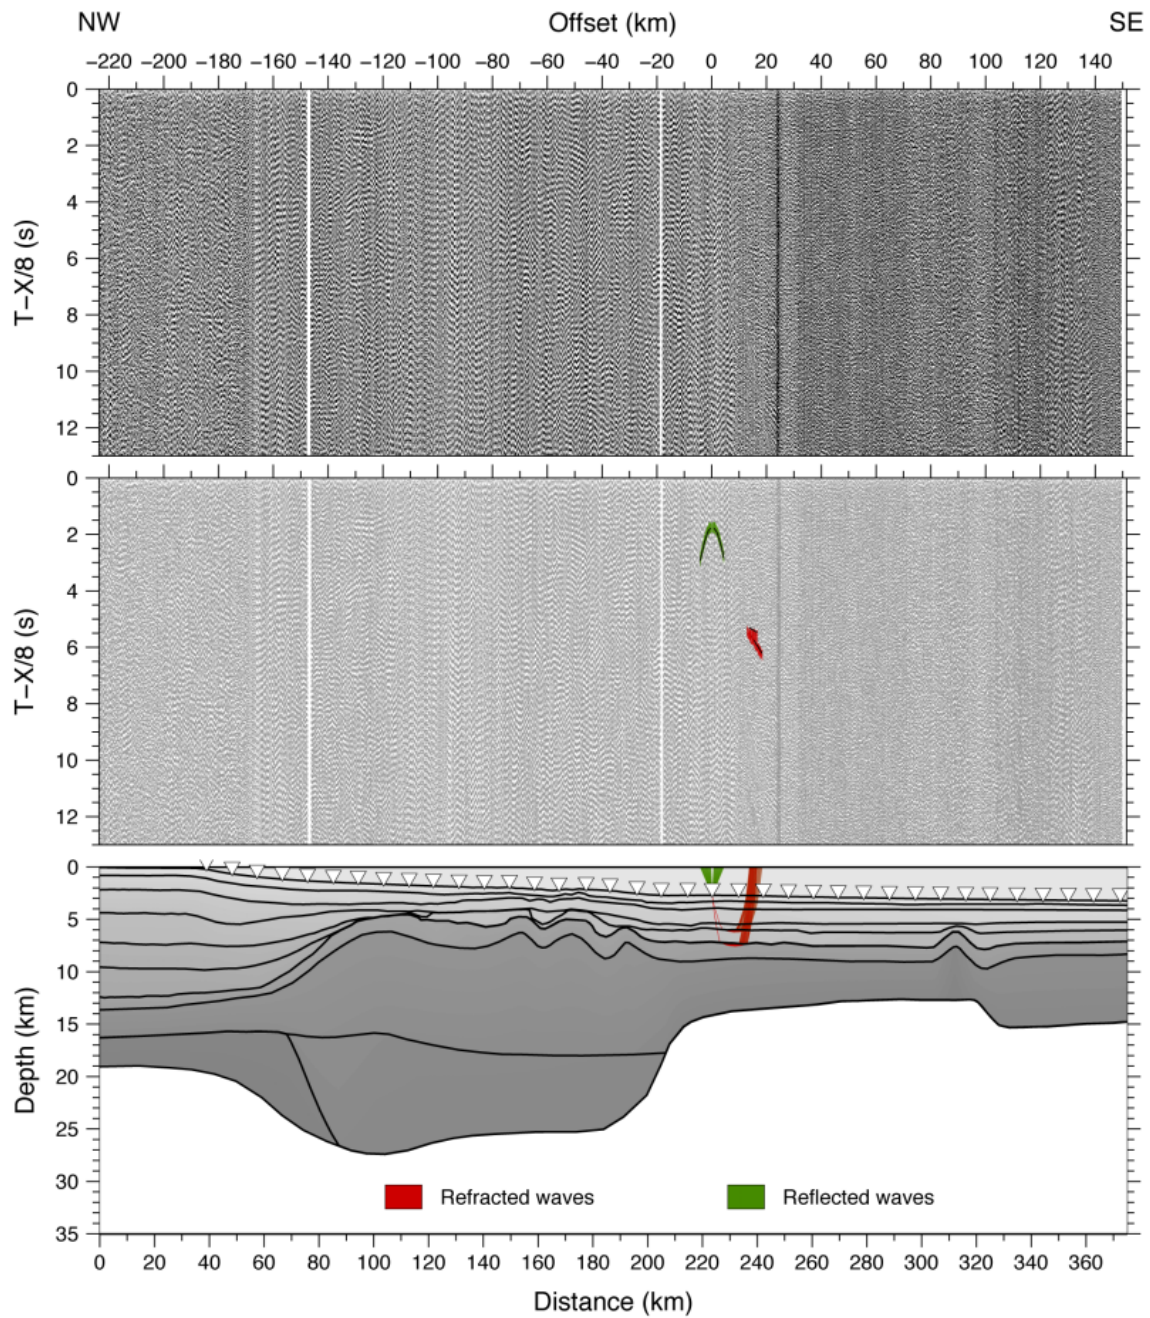 NW Offset (km) SE
−220 −200 −180 −160 −140 −120 −100 −80 −60 −40 −20 0 20 40 60 80 100 120 140
T−X/8 (s)
0
2
4
6
8
10
12
T−X/8 (s)
0
2
4
6
8
10
12
Depth (km)
0
5
10
15
20
25
30
35
Refracted waves Reflected waves
0 20 40 60 80 100 120 140 160 180 200 220 240 260 280 300 320 340 360
Distance (km)